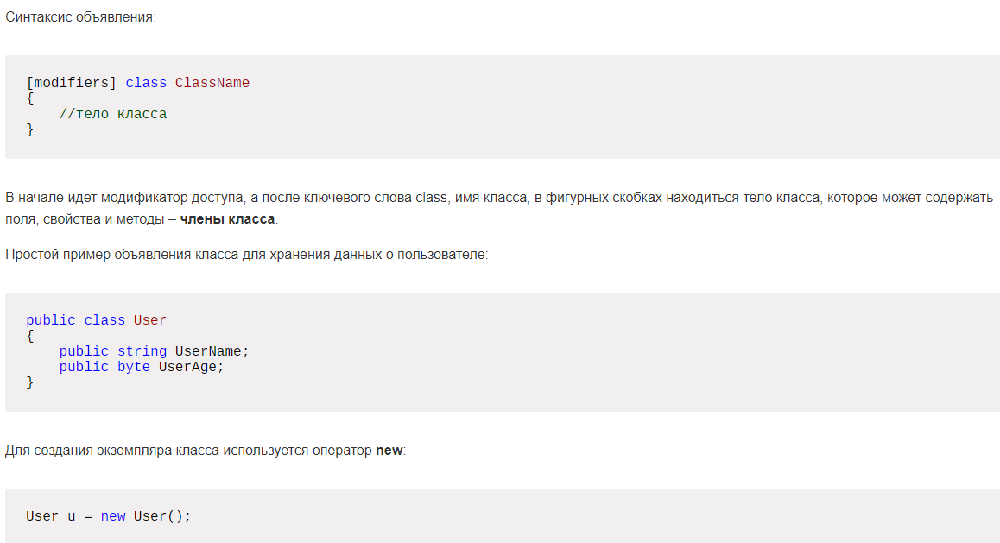 Синтаксис объявления:
[modifiers] class ClassName
{
    //тело класса
}
В начале идет модификатор доступа, а после ключевого слова class, имя класса, в фигурных скобках находиться тело класса, которое может содержать
поля, свойства и методы – члены класса.
Простой пример объявления класса для хранения данных о пользователе:
public class User
{
    public string UserName;
    public byte UserAge;
}
Для создания экземпляра класса используется оператор new:
User u = new User();